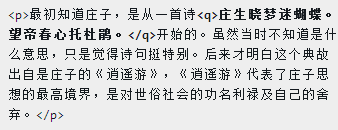 <p>最初知道庄子，是从一首诗<q>庄生晓梦迷蝴蝶。
望帝春心托杜鹃。</q>开始的。虽然当时不知道是什
么意思，只是觉得诗句挺特别。后来才明白这个典故
出自是庄子的《逍遥游》，《逍遥游》代表了庄子思
想的最高境界，是对世俗社会的功名利禄及自己的舍
弃。</p>